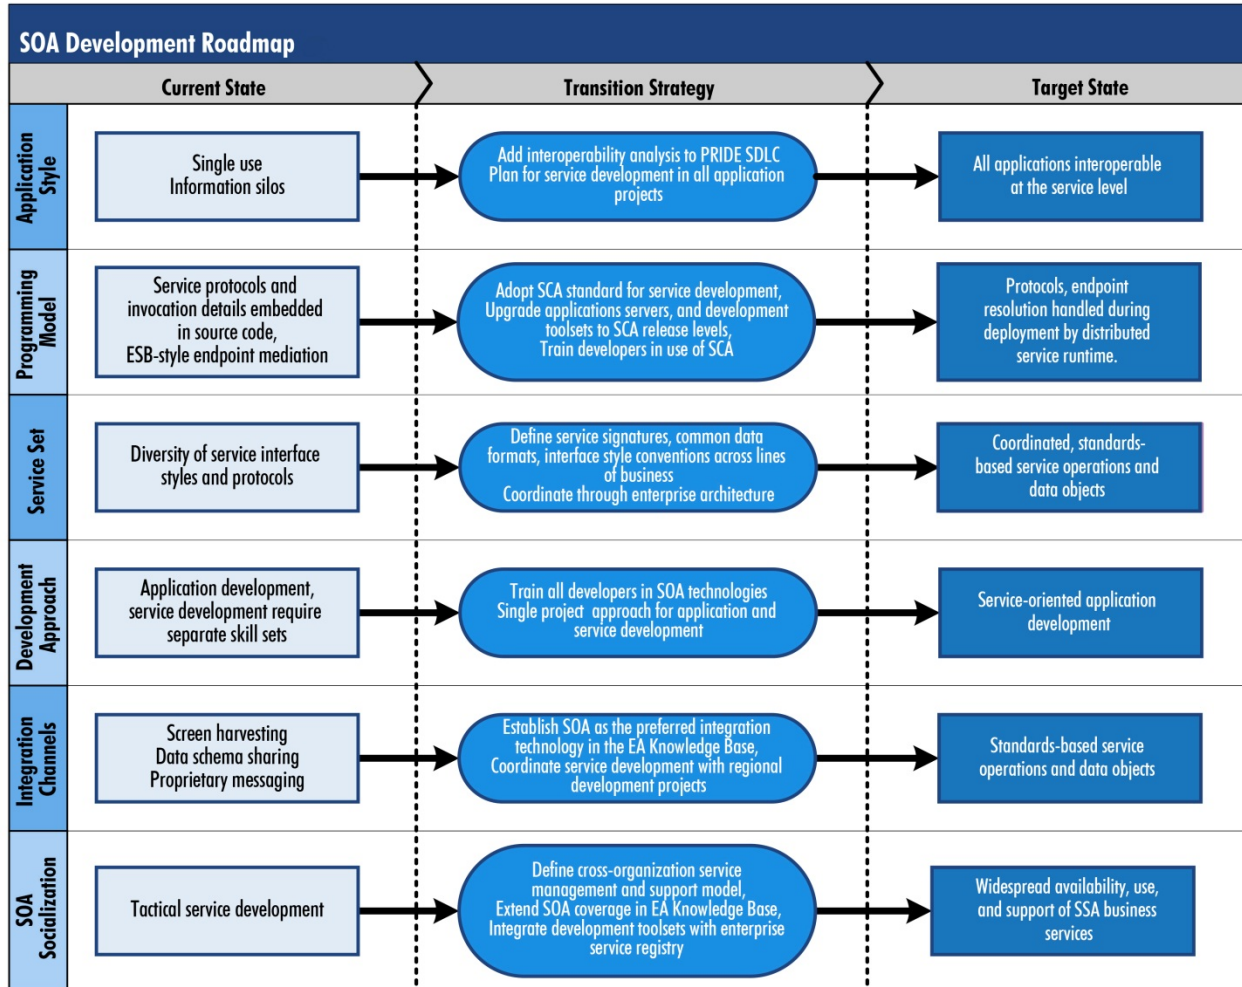 SOA Development Roadmap
Current State
Transition Strategy
Target State
Application
Style
Single use
Information silos
Add interoperability analysis to PRIDE SDLC
Plan for service development in all application
projects
All applications interoperable
at the service level
Programming
Model
Service protocols and
invocation details embedded
in source code,
ESB-style endpoint mediation
Adopt SCA standard for service development,
Upgrade applications servers, and development
toolsets to SCA release levels,
Train developers in use of SCA
Protocols, endpoint
resolution handled during
deployment by distributed
service runtime.
Service Set
Diversity of service interface
styles and protocols
Define service signatures, common data
formats, interface style conventions across lines
of business
Coordinate through enterprise architecture
Coordinated, standards-
based service operations and
data objects
Development
Approach
Application development,
service development require
separate skill sets
Train all developers in SOA technologies
Single project approach for application and
service development
Service-oriented application
development
Integration
Channels
Screen harvesting
Data schema sharing
Proprietary messaging
Establish SOA as the preferred integration
technology in the EA Knowledge Base,
Coordinate service development with regional
development projects
Standards-based service
operations and data objects
SOA
Socialization
Tactical service development
Define cross-organization service
management and support model,
Extend SOA coverage in EA Knowledge Base,
Integrate development toolsets with enterprise
service registry
Widespread availability, use,
and support of SSA business
services